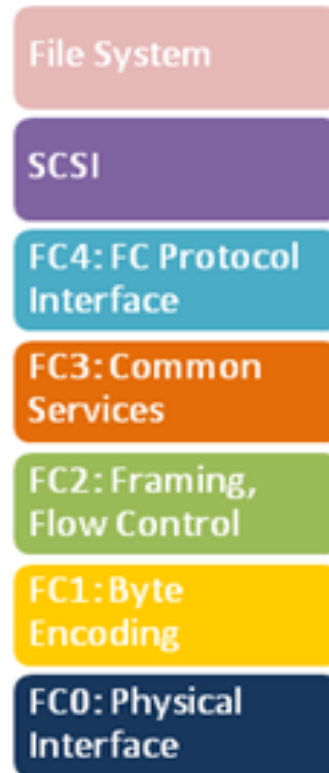 File System
SCSI
FC4: FC Protocol
Interface
FC3: Common
Services
FC2: Framing,
Flow Control
FC1: Byte
Encoding
FC0: Physical
Interface